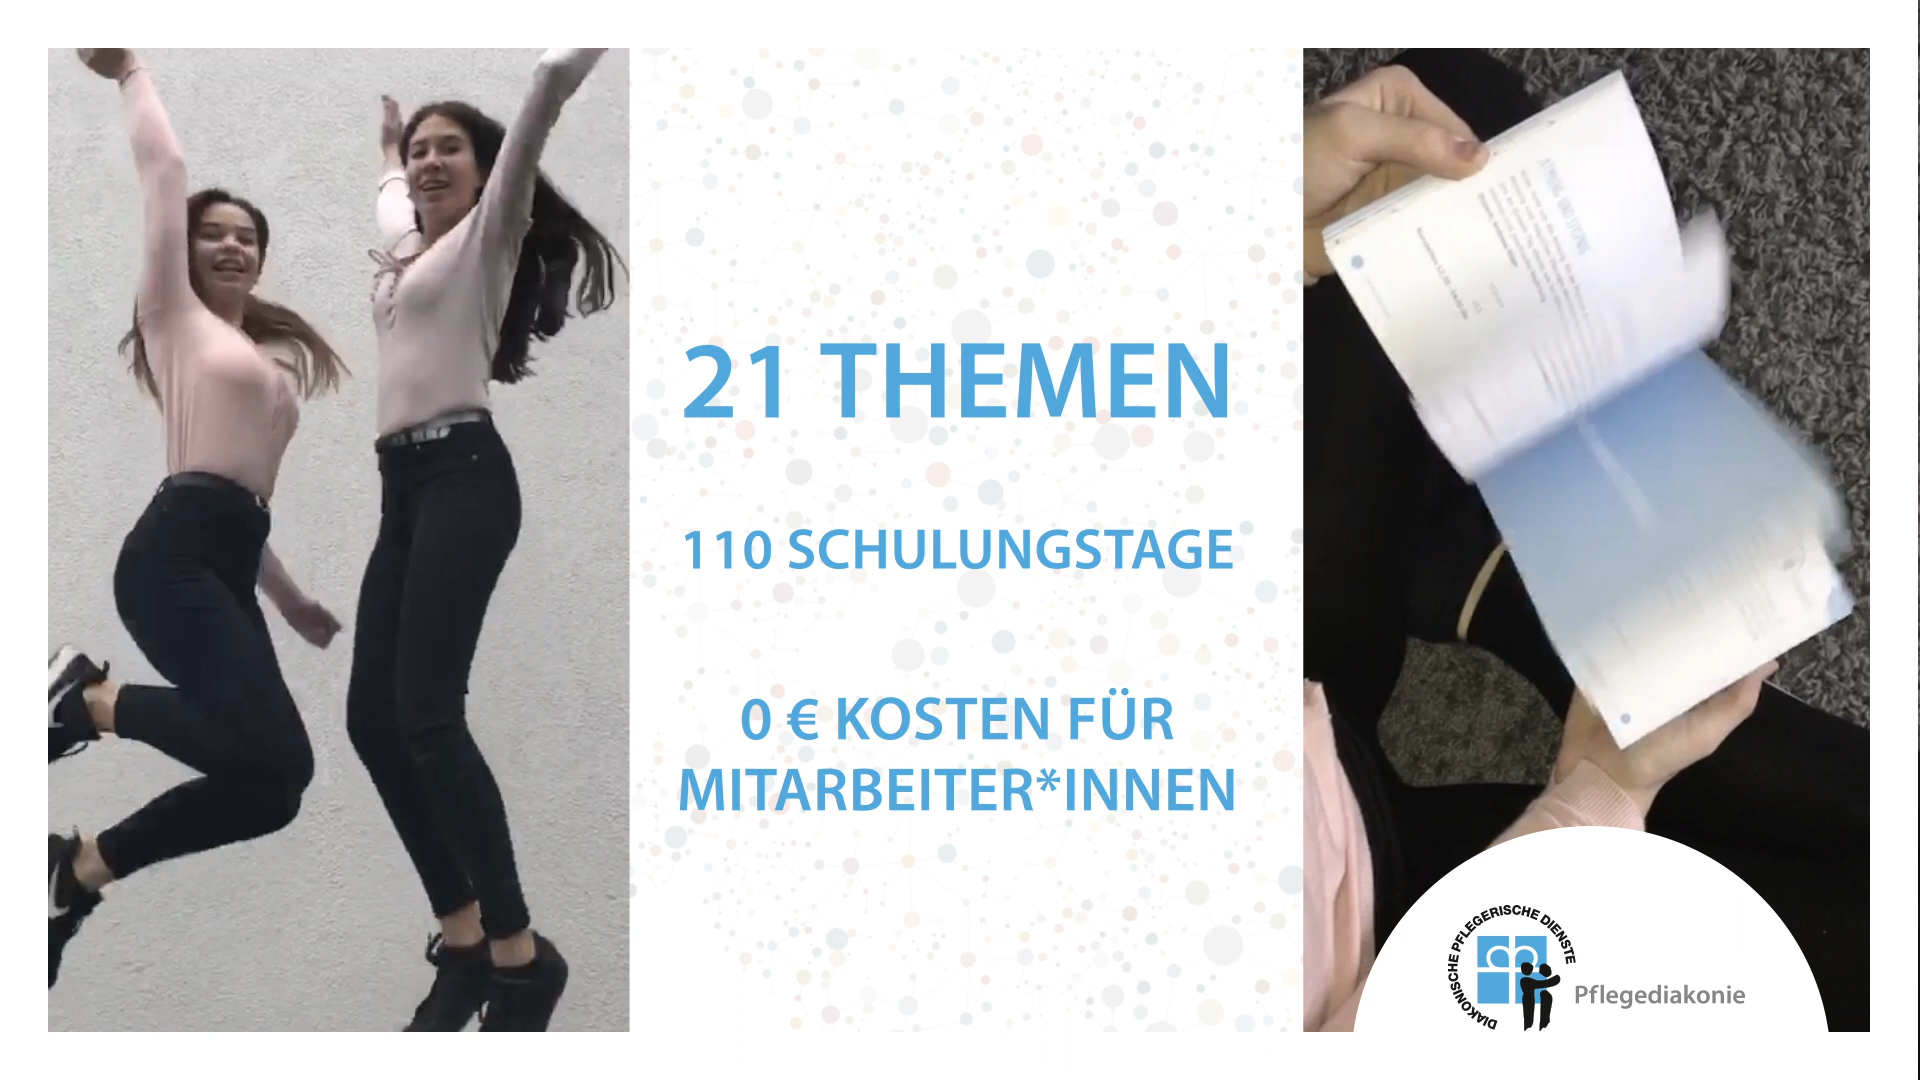 21 THEMEN
110 SCHULUNGSTAGE
0 € KOSTEN FÜR
MITARBEITER*INNEN
DIAKONISCHE PFLEGERISCHE DIENSTE
Pflegediakonie